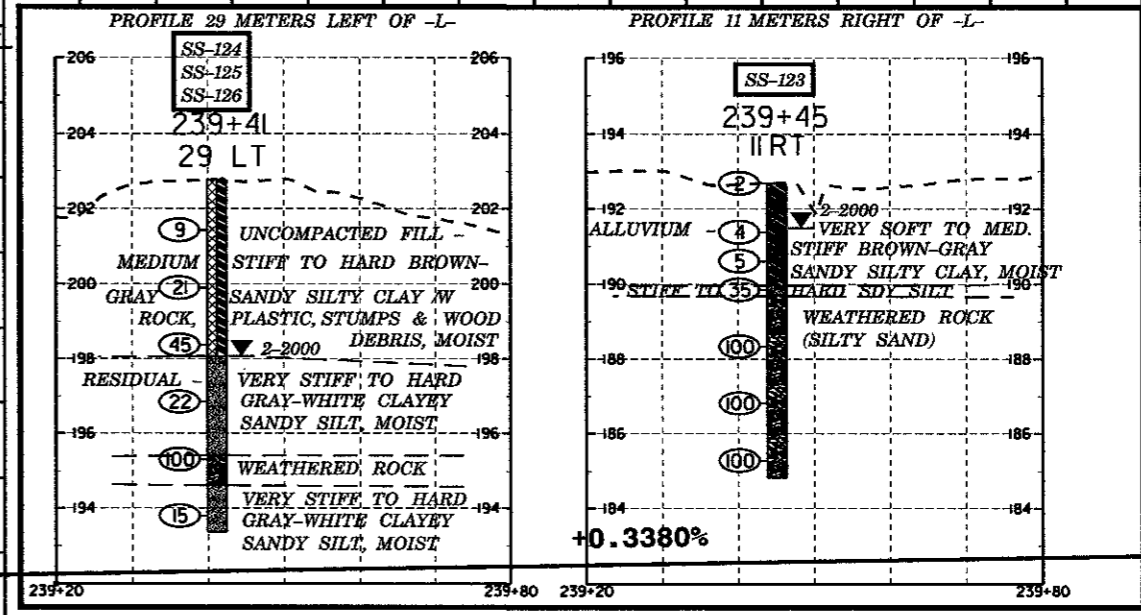 PROFILE 29 METERS LEFT OF -L-
206
206
SS-124
SS-125
SS-126
239+41
29 LT
204
204
202
202
9
UNCOMPACTED FILL -
MEDIUM STIFF TO HARD BROWN-
200
200
GRAY 21 SANDY SILTY CLAY W
ROCK, PLASTIC, STUMPS & WOOD
45
DEBRIS, MOIST
2-2000
198
198
RESIDUAL - VERY STIFF TO HARD
22
GRAY-WHITE CLAYEY
SANDY SILT, MOIST
196
196
100
WEATHERED ROCK
VERY STIFF TO HARD
194
194
15
GRAY-WHITE CLAYEY
SANDY SILT, MOIST
239+20
239+80
PROFILE 11 METERS RIGHT OF -L-
196
196
SS-123
239+45
11 RT
194
194
2
192
192
2-2000
ALLUVIUM - 4 VERY SOFT TO MED.
STIFF BROWN-GRAY
5
SANDY SILTY CLAY, MOIST
190
190
STIFF TO 35 HARD SDY SILT
WEATHERED ROCK
(SILTY SAND)
100
188
188
100
186
186
100
184
184
+0.3380%
239+20
239+80